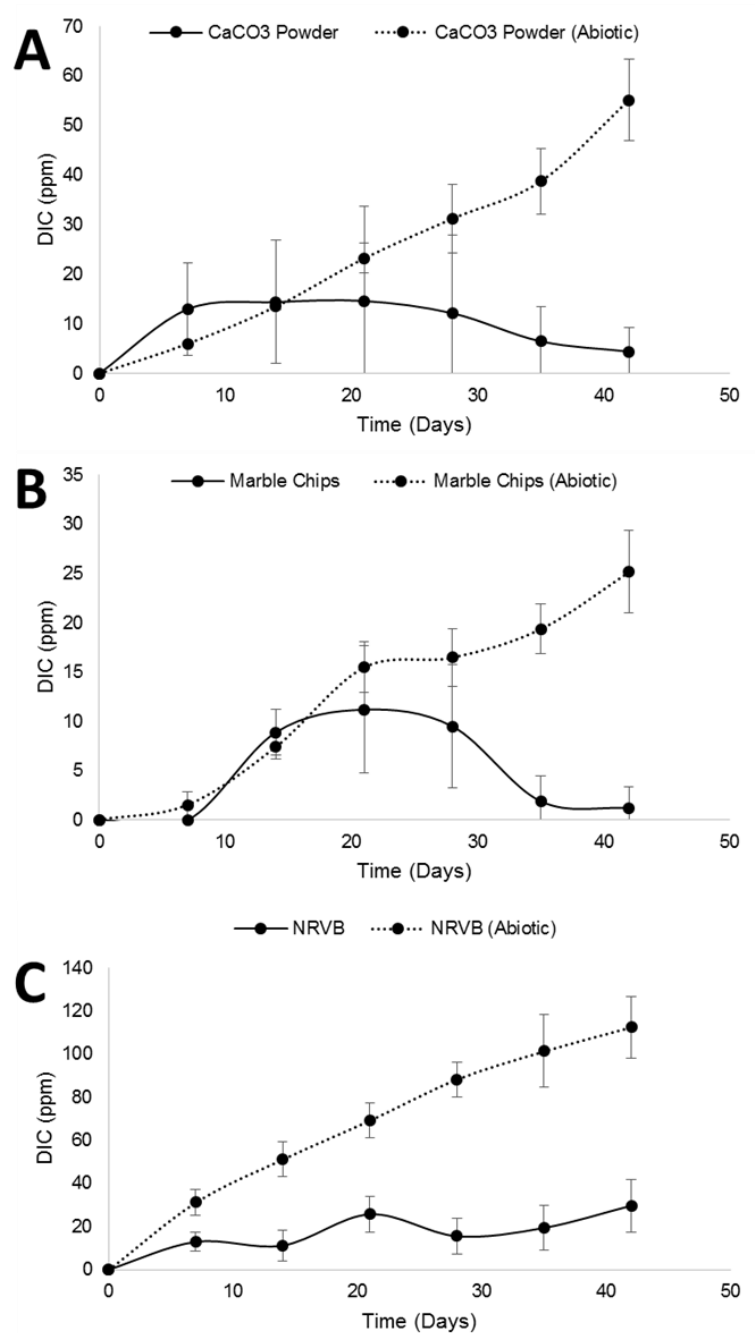 A
CaCO3 Powder CaCO3 Powder (Abiotic)
70
60
50
40
30
20
10
0
DIC (ppm)
0 10 20 30 40 50
Time (Days)
B
Marble Chips Marble Chips (Abiotic)
35
30
25
20
15
10
5
0
DIC (ppm)
0 10 20 30 40 50
Time (Days)
NRVB NRVB (Abiotic)
C
140
120
100
80
60
40
20
0
DIC (ppm)
0 10 20 30 40 50
Time (Days)